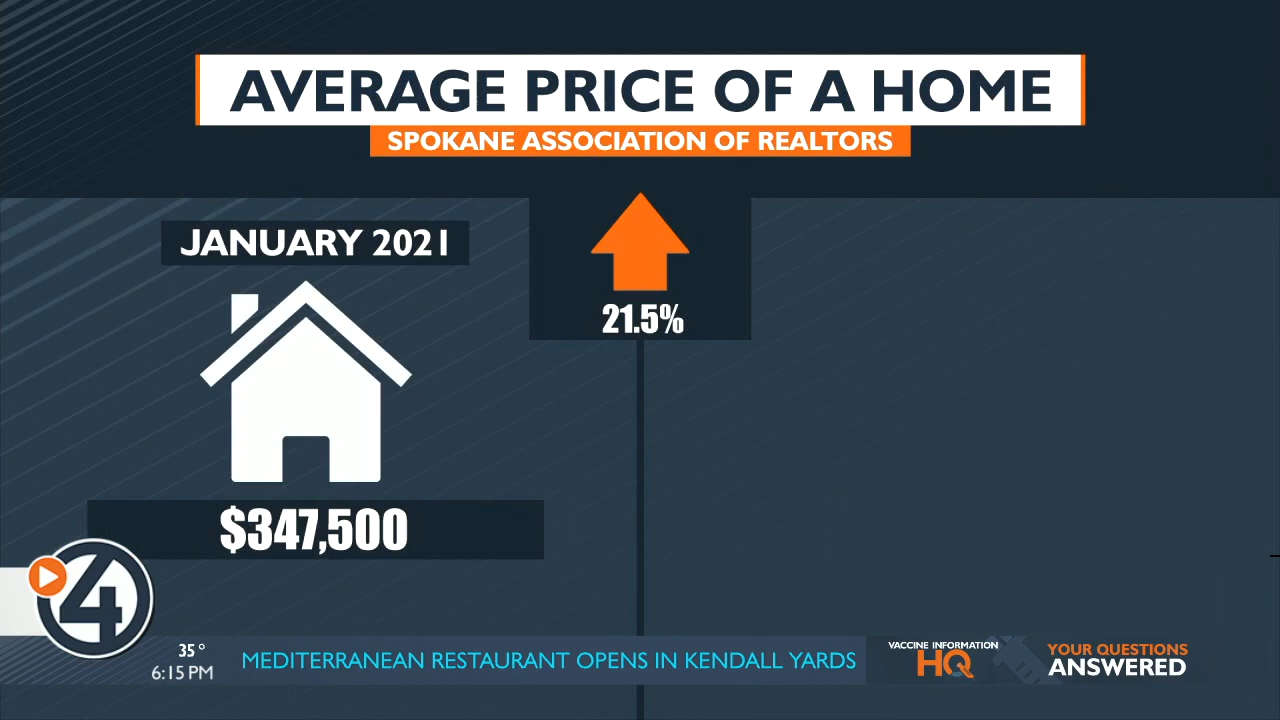 AVERAGE PRICE OF A HOME
SPOKANE ASSOCIATION OF REALTORS
JANUARY 2021
21.5%
$347,500
4
35°
6:15 PM
MEDITERRANEAN RESTAURANT OPENS IN KENDALL YARDS
VACCINE INFORMATION
HQ
YOUR QUESTIONS
ANSWERED